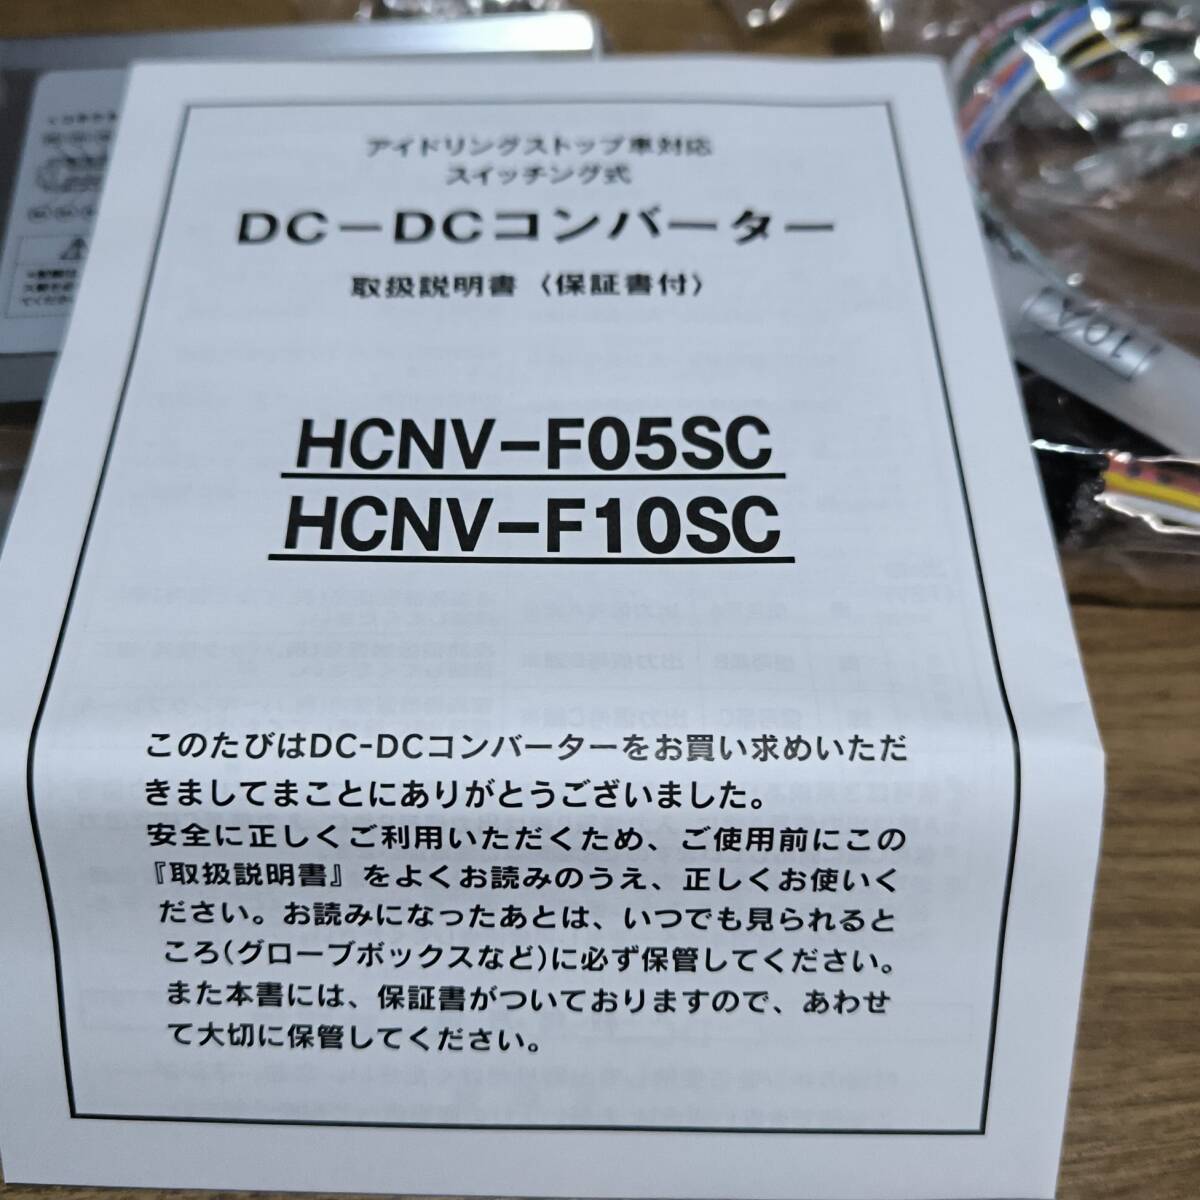 アイドリングストップ車対応
スイッチング式
DC－DCコンバーター
取扱説明書〈保証書付〉
HCNV－F05SC
HCNV－F10SC
このたびはDC-DCコンバーターをお買い求めいただ
きましてまことにありがとうございました。
安全に正しくご利用いただくため、ご使用前にこの
『取扱説明書』をよくお読みのうえ、正しくお使いく
ださい。お読みになったあとは、いつでも見られると
ころ(グローブボックスなど)に必ず保管してください。
また本書には、保証書がついておりますので、あわせ
て大切に保管してください。
10A